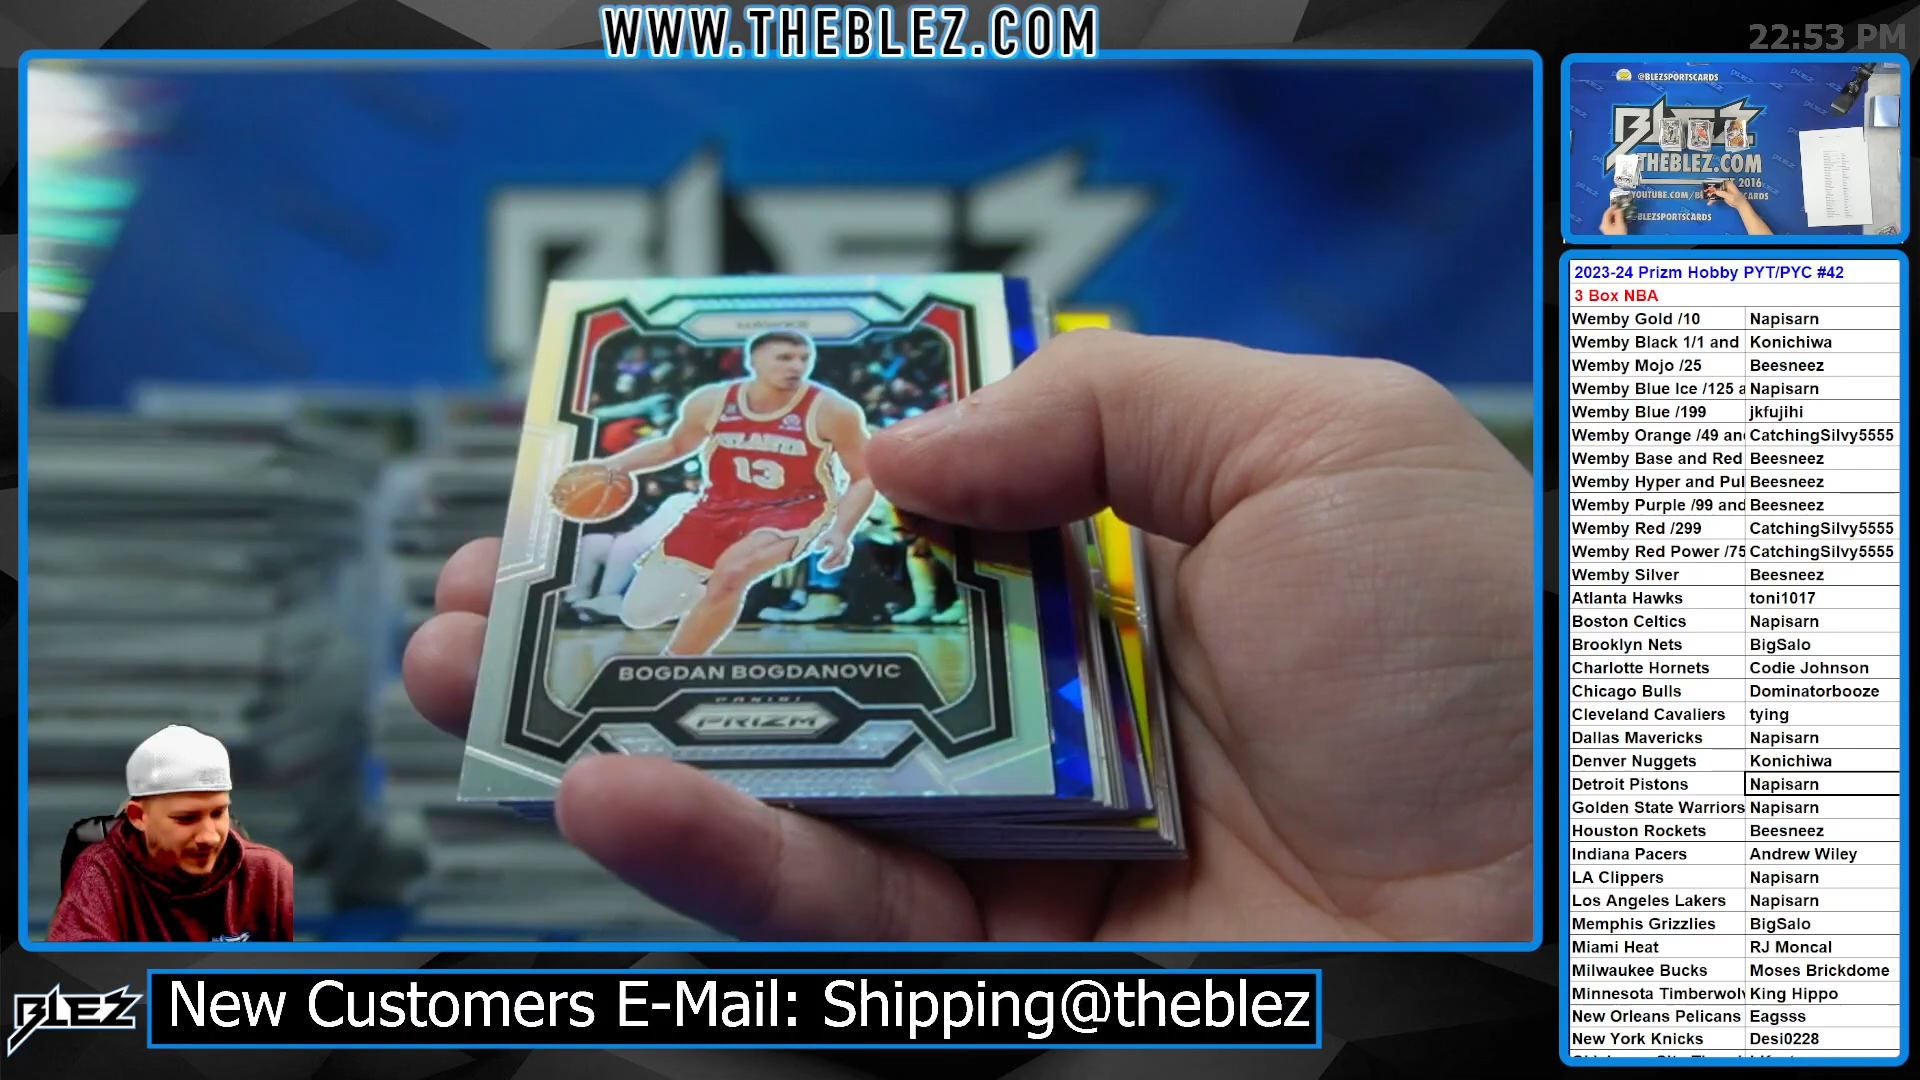 WWW.THEBLEZ.COM
22:53 PM
BLEZ
HAWKS
ATLANTA
13
BOGDAN BOGDANOVIC
PANINI
PRIZM
@BLEZSPORTSCARDS
BLEZ
THEBLEZ.COM
2016
BLEZSPORTSCARDS
2023-24 Prizm Hobby PYT/PYC #42
3 Box NBA
Wemby Gold /10 Napisarn
Wemby Black 1/1 and Konichiwa
Wemby Mojo /25 Beesneez
Wemby Blue Ice /125 a Napisarn
Wemby Blue /199 jkfujihi
Wemby Orange /49 an CatchingSilvy5555
Wemby Base and Red Beesneez
Wemby Hyper and Pul Beesneez
Wemby Purple /99 and Beesneez
Wemby Red /299 CatchingSilvy5555
Wemby Red Power /75 CatchingSilvy5555
Wemby Silver Beesneez
Atlanta Hawks toni1017
Boston Celtics Napisarn
Brooklyn Nets BigSalo
Charlotte Hornets Codie Johnson
Chicago Bulls Dominatorbooze
Cleveland Cavaliers tying
Dallas Mavericks Napisarn
Denver Nuggets Konichiwa
Detroit Pistons Napisarn
Golden State Warriors Napisarn
Houston Rockets Beesneez
Indiana Pacers Andrew Wiley
LA Clippers Napisarn
Los Angeles Lakers Napisarn
Memphis Grizzlies BigSalo
Miami Heat RJ Moncal
Milwaukee Bucks Moses Brickdome
Minnesota Timberwol King Hippo
New Orleans Pelicans Eagsss
New York Knicks Desi0228
BLEZ
New Customers E-Mail: Shipping@theblez